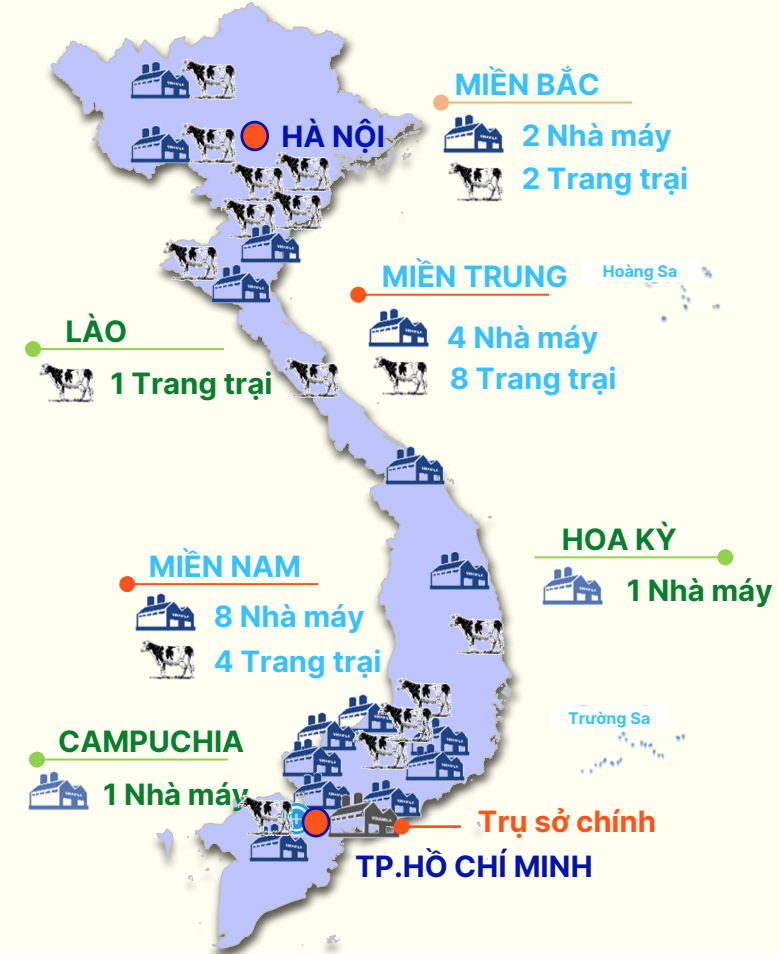 MIỀN BẮC
2 Nhà máy
2 Trang trại
HÀ NỘI
MIỀN TRUNG
4 Nhà máy
8 Trang trại
Hoàng Sa
LÀO
1 Trang trại
HOA KỲ
1 Nhà máy
MIỀN NAM
8 Nhà máy
4 Trang trại
Trường Sa
CAMPUCHIA
1 Nhà máy
Trụ sở chính
TP.HỒ CHÍ MINH
VINAMILK